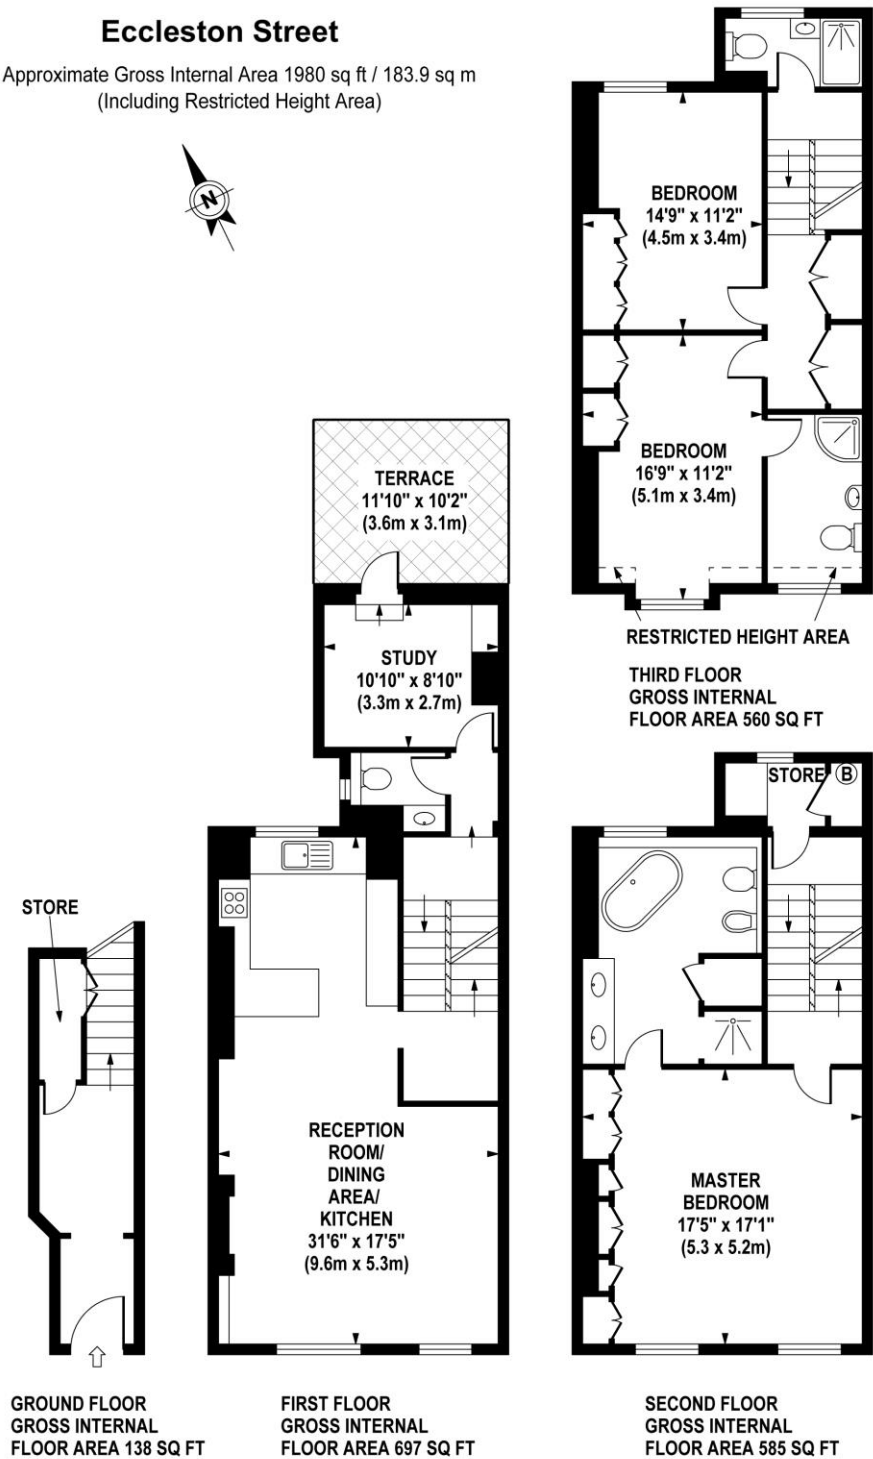 Eccleston Street
Approximate Gross Internal Area 1980 sq ft / 183.9 sq m
(Including Restricted Height Area)
N
BEDROOM
14'9" x 11'2"
(4.5m x 3.4m)
BEDROOM
16'9" x 11'2"
(5.1m x 3.4m)
RESTRICTED HEIGHT AREA
THIRD FLOOR
GROSS INTERNAL
FLOOR AREA 560 SQ FT
TERRACE
11'10" x 10'2"
(3.6m x 3.1m)
STUDY
10'10" x 8'10"
(3.3m x 2.7m)
STORE B
STORE
RECEPTION
ROOM/
DINING
AREA/
KITCHEN
31'6" x 17'5"
(9.6m x 5.3m)
MASTER
BEDROOM
17'5" x 17'1"
(5.3 x 5.2m)
GROUND FLOOR
GROSS INTERNAL
FLOOR AREA 138 SQ FT
FIRST FLOOR
GROSS INTERNAL
FLOOR AREA 697 SQ FT
SECOND FLOOR
GROSS INTERNAL
FLOOR AREA 585 SQ FT